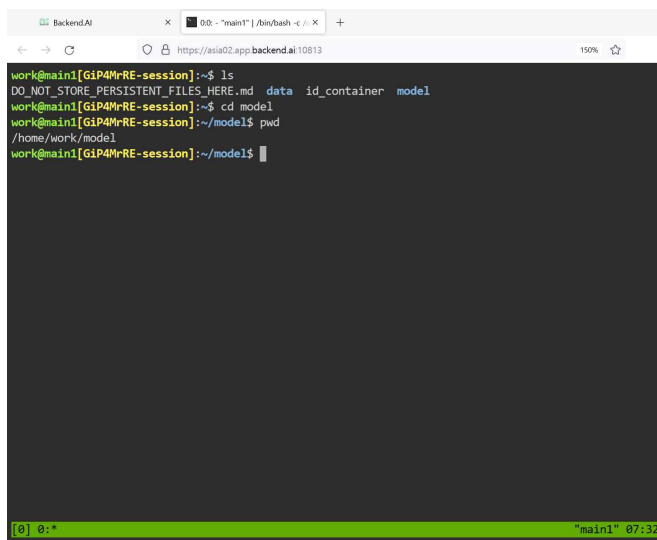 Backend.AI
0:0: - "main1" | /bin/bash -c /
https://asia02.app.backend.ai:10813
150%
work@main1[GiP4MrRE-session]:~$ ls
DO_NOT_STORE_PERSISTENT_FILES_HERE.md data id_container model
work@main1[GiP4MrRE-session]:~$ cd model
work@main1[GiP4MrRE-session]:~/model$ pwd
/home/work/model
work@main1[GiP4MrRE-session]:~/model$
[0] 0:* "main1" 07:32